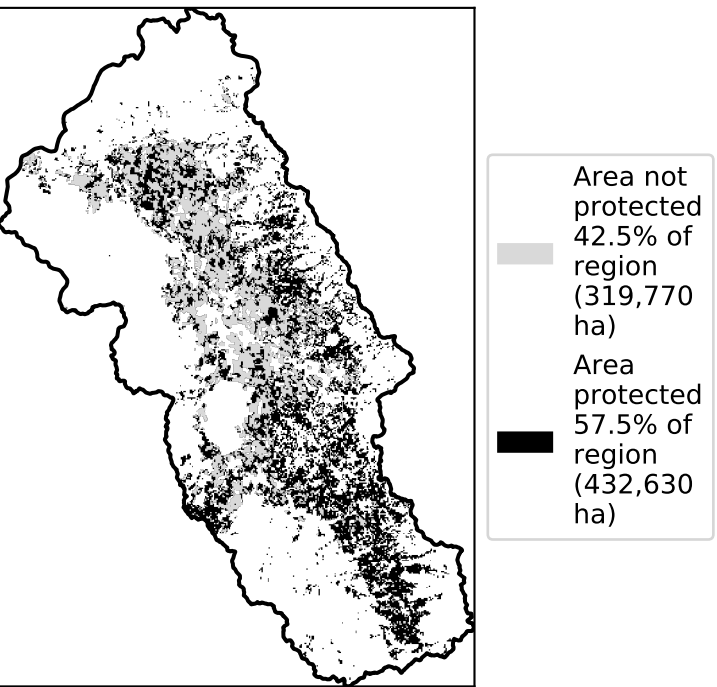 Area not
protected
42.5% of
region
(319,770
ha)
Area
protected
57.5% of
region
(432,630
ha)